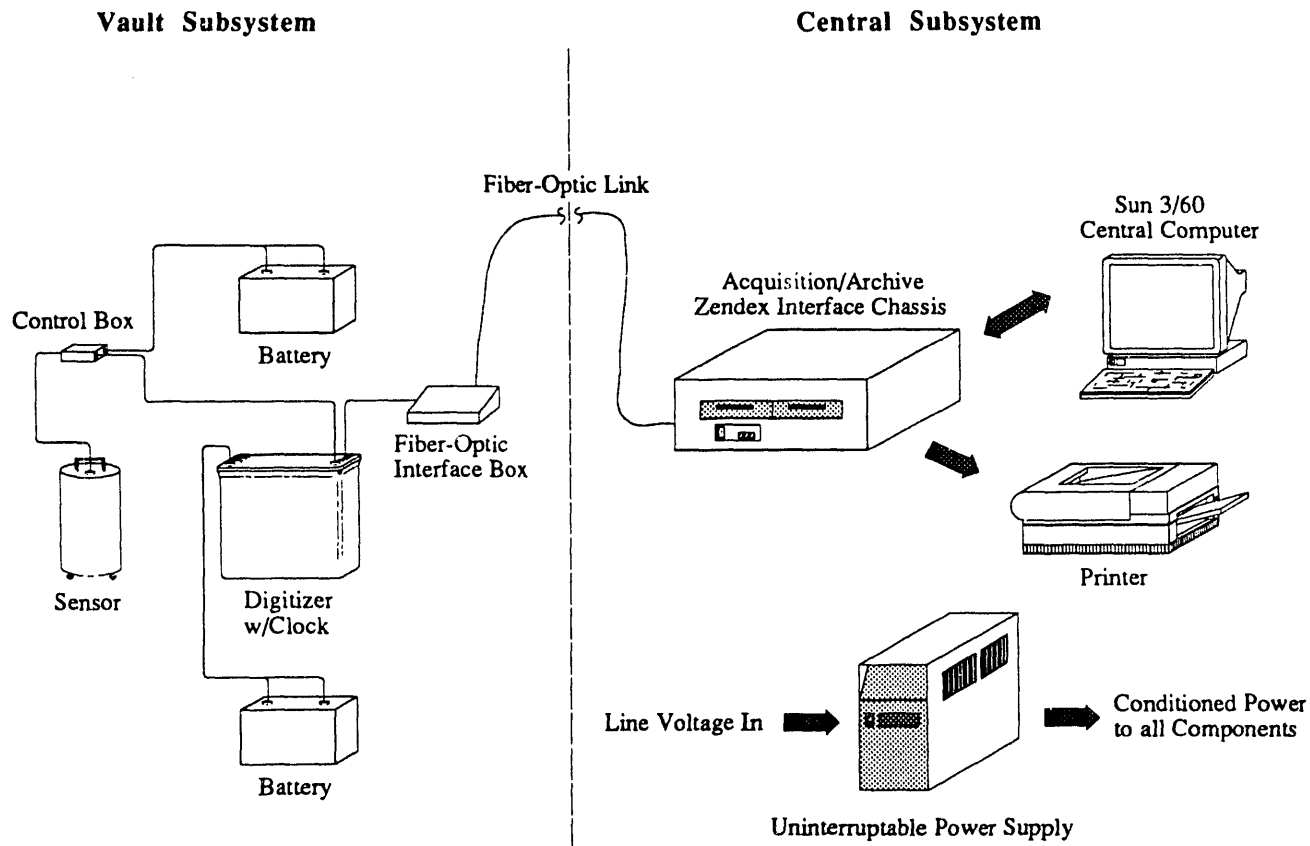 Vault Subsystem
Central Subsystem
Fiber-Optic Link
Sun 3/60
Central Computer
Acquisition/Archive
Zendex Interface Chassis
Control Box
Battery
Fiber-Optic
Interface Box
Sensor
Digitizer
w/Clock
Printer
Battery
Line Voltage In
Conditioned Power
to all Components
Uninterruptable Power Supply